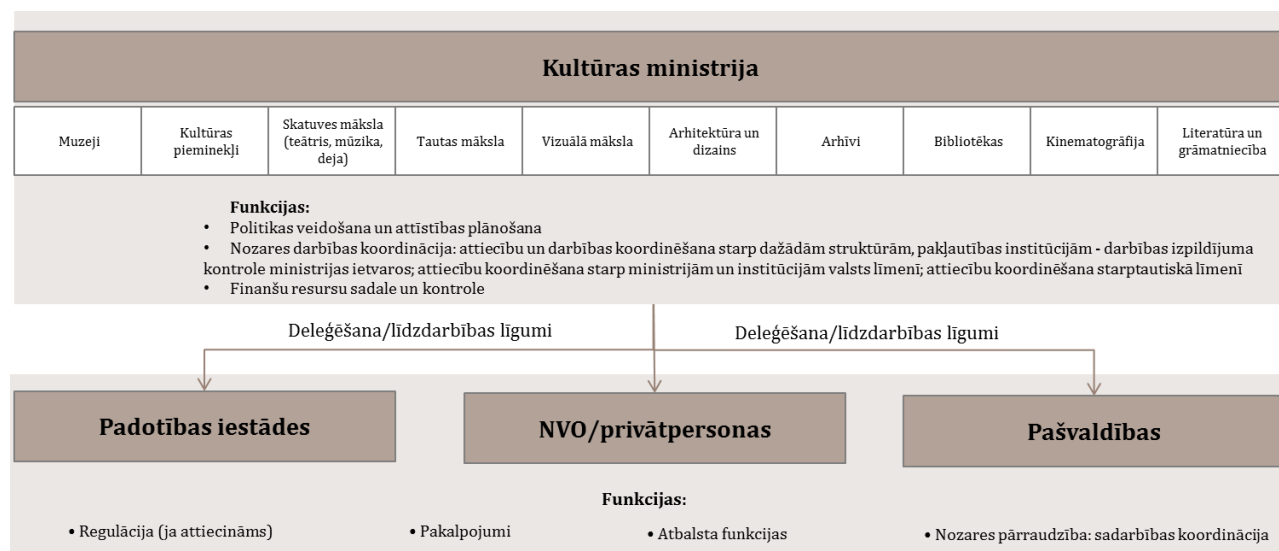 Kultūras ministrija
Muzeji
Kultūras
pieminekļi
Skatuves māksla
(teātris, mūzika,
deja)
Tautas māksla
Vizuālā māksla
Arhitektūra un
dizains
Arhīvi
Bibliotēkas
Kinematogrāfija
Literatūra un
grāmatniecība
Funkcijas:
• Politikas veidošana un attīstības plānošana
• Nozares darbības koordinācija: attiecību un darbības koordinēšana starp dažādām struktūrām, pakļautības institūcijām - darbības izpildījuma
kontrole ministrijas ietvaros; attiecību koordinēšana starp ministrijām un institūcijām valsts līmenī; attiecību koordinēšana starptautiskā līmenī
• Finanšu resursu sadale un kontrole
Deleģēšana/līdzdarbības līgumi
Deleģēšana/līdzdarbības līgumi
Padotības iestādes
NVO/privātpersonas
Pašvaldības
Funkcijas:
• Regulācija (ja attiecināms)
• Pakalpojumi
• Atbalsta funkcijas
• Nozares pārraudzība: sadarbības koordinācija